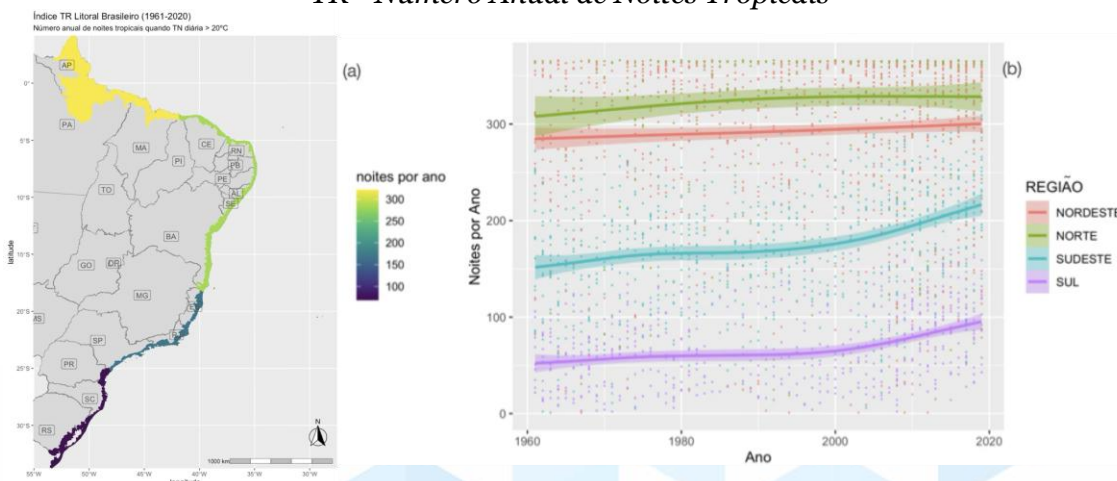 TR - Número Anual de Noites Tropicais
Índice TR Litoral Brasileiro (1961-2020)
Número anual de noites tropicais quando TN diária > 20°C
(a)
AP
PA
MA
CE
RN
PB
PI
PE
AL
SE
TO
BA
GO
DF
MG
MS
SP
PR
SC
RS
0°
5°S
10°S
15°S
20°S
25°S
30°S
latitude
55°W
50°W
45°W
40°W
35°W
30°W
longitude
1000 km
N
noites por ano
300
250
200
150
100
(b)
Noites por Ano
300
200
100
0
1960
1980
2000
2020
Ano
REGIÃO
NORDESTE
NORTE
SUDESTE
SUL